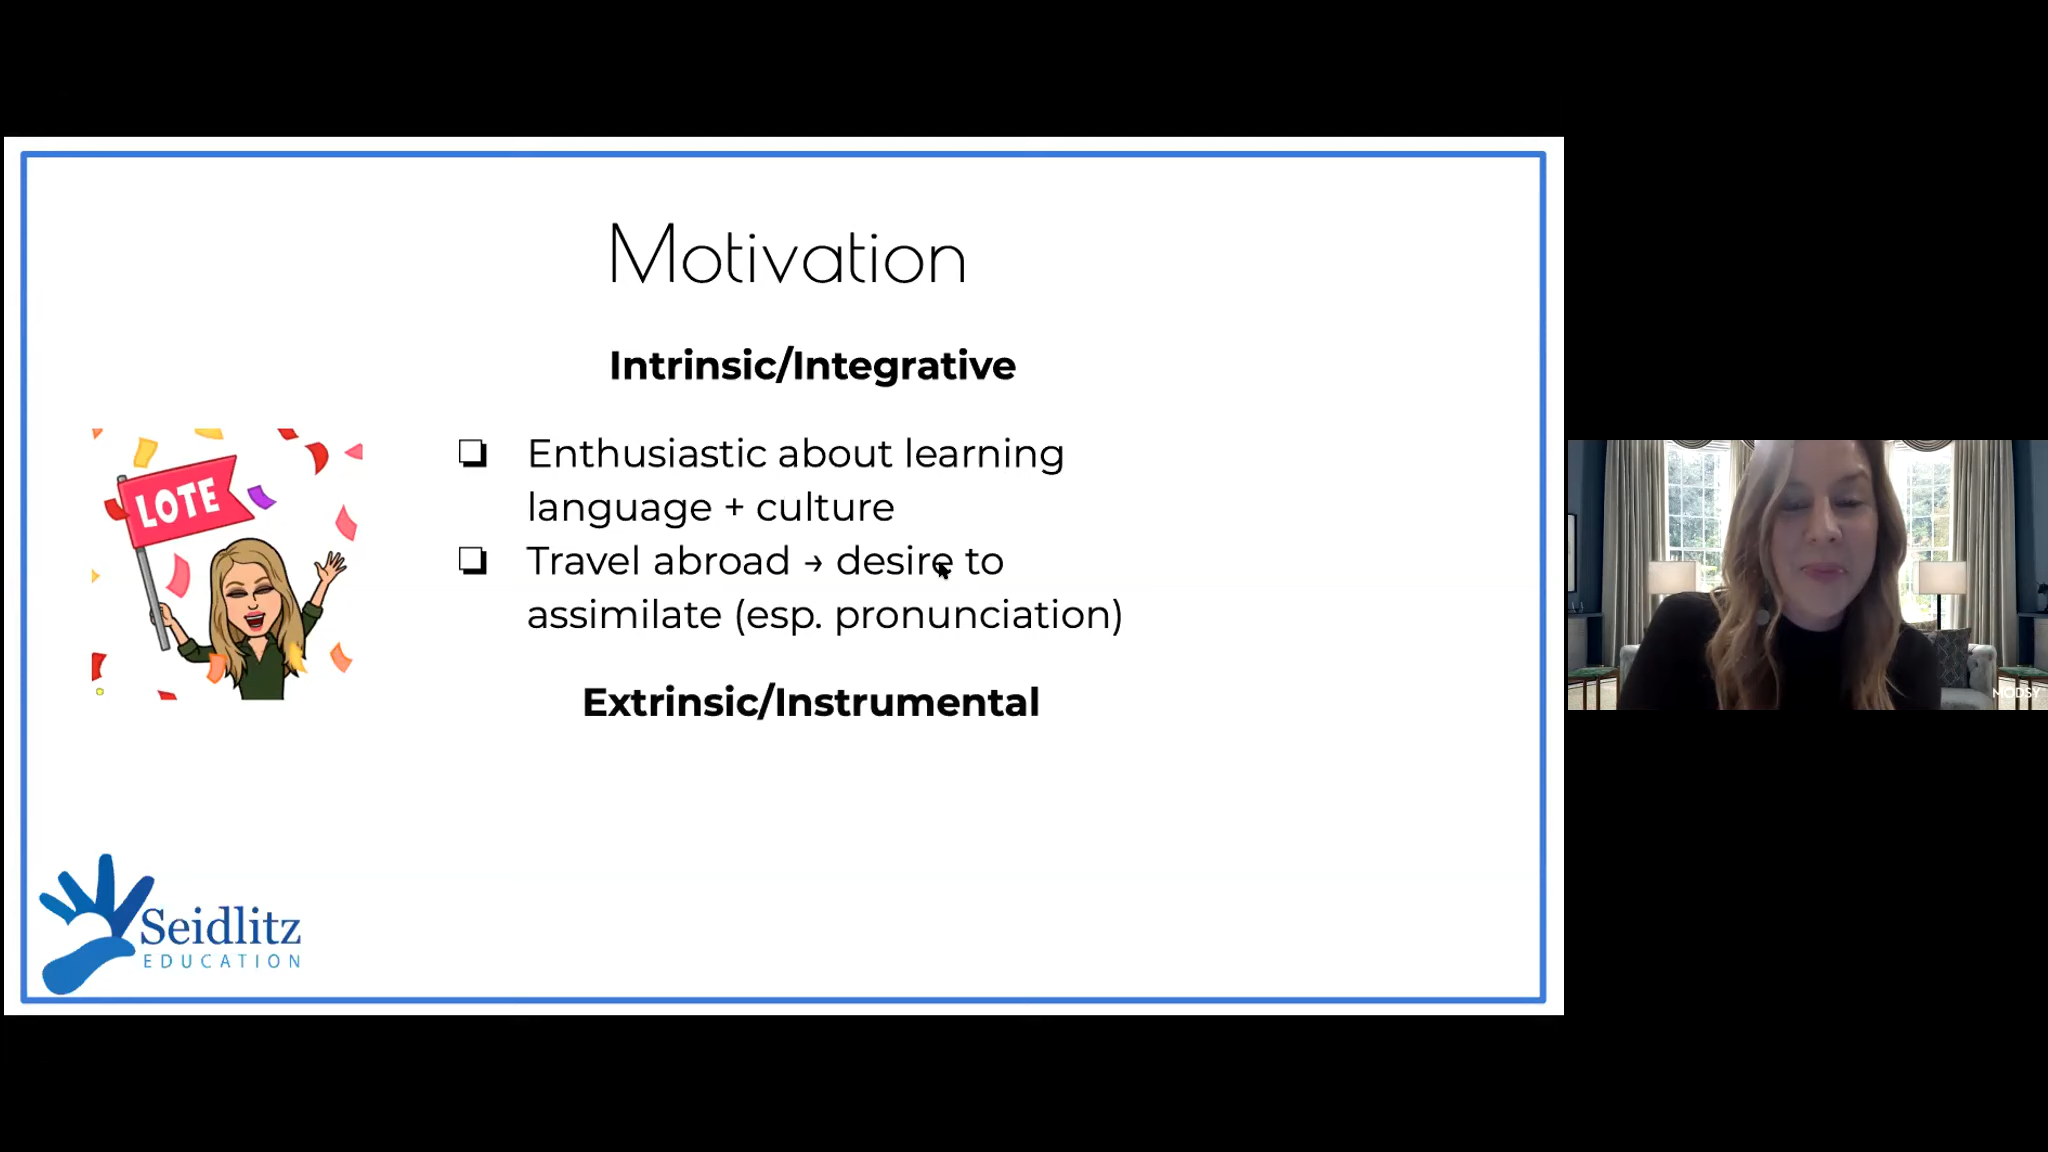 Motivation
Intrinsic/Integrative
Enthusiastic about learning
language + culture
Travel abroad → desire to
assimilate (esp. pronunciation)
Extrinsic/Instrumental
LOTE
Seidlitz
EDUCATION
MODSY